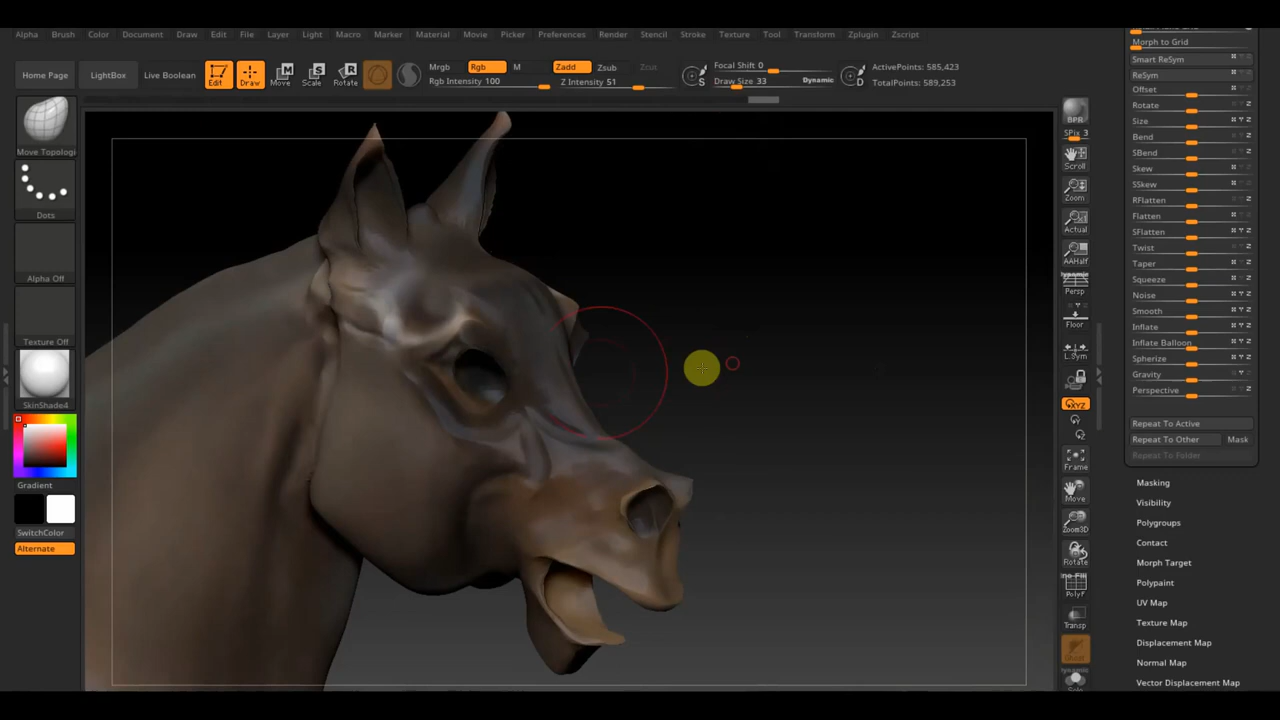 Alpha Brush Color Document Draw Edit File Layer Light Macro Marker Material Movie Picker Preferences Render Stencil Stroke Texture Tool Transform Zplugin Zscript
Home Page
LightBox
Live Boolean
Edit
Draw
Move
Scale
Rotate
Mrgb Rgb M
Rgb Intensity 100
Zadd Zsub
Z Intensity 51
S
Focal Shift 0
Draw Size 33 Dynamic
D
ActivePoints: 585,423
TotalPoints: 589,253
Move Topologi
Dots
Alpha Off
Texture Off
SkinShade4
Gradient
SwitchColor
Alternate
BPR
SPix 3
Scroll
Zoom
Actual
AAHalf
Persp
Floor
L.Sym
XYZ
Frame
Move
Zoom3D
Rotate
PolyF
Transp
Solo
Morph to Grid
Smart ReSym
ReSym
Offset
Rotate
Size
Bend
SBend
Skew
SSkew
RFlatten
Flatten
SFlatten
Twist
Taper
Squeeze
Noise
Smooth
Inflate
Inflate Balloon
Spherize
Gravity
Perspective
Repeat To Active
Repeat To Other Mask
Repeat To Folder
Masking
Visibility
Polygroups
Contact
Morph Target
Polypaint
UV Map
Texture Map
Displacement Map
Normal Map
Vector Displacement Map